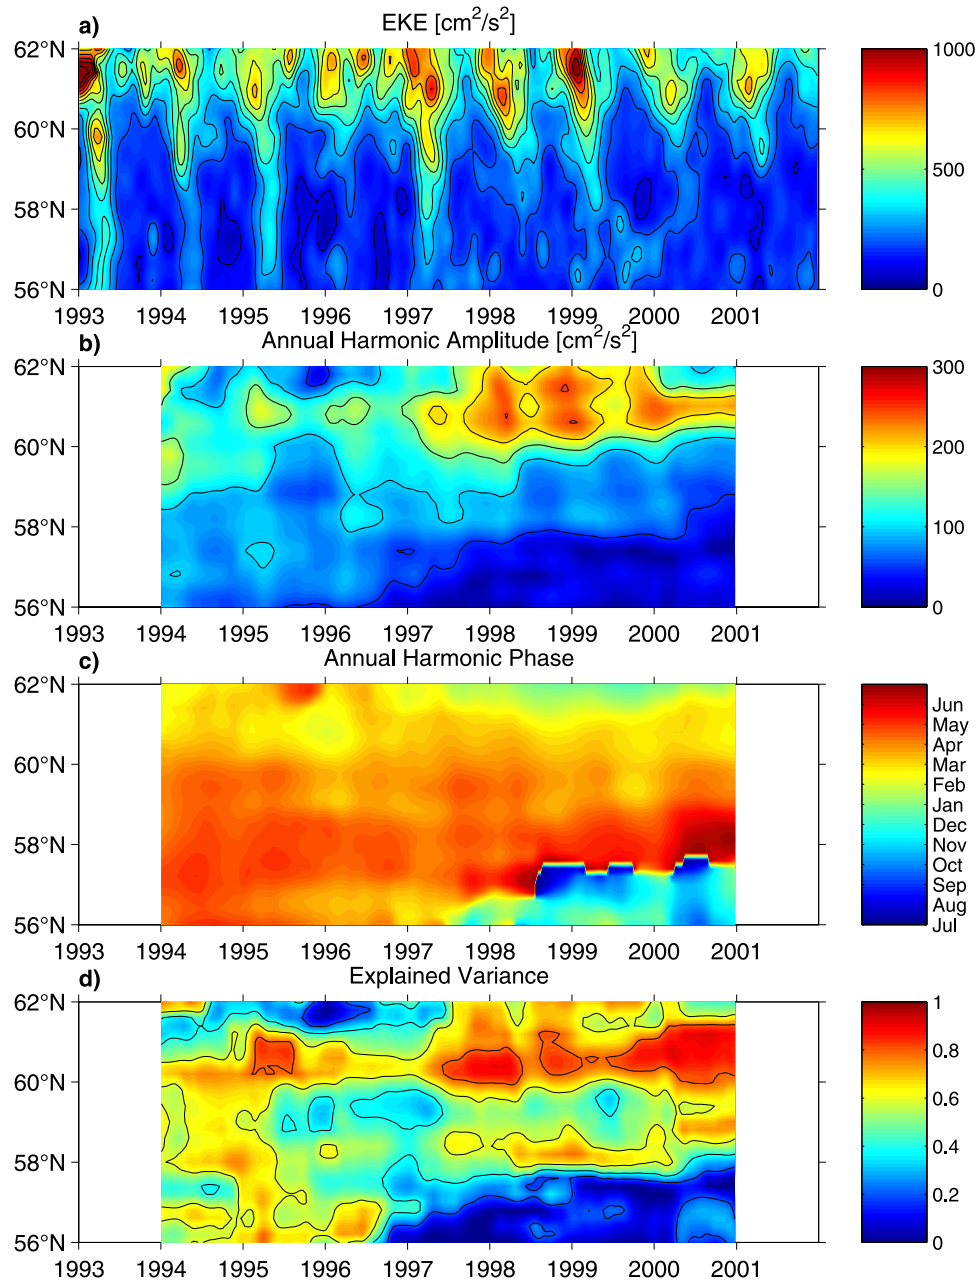 a) EKE [cm²/s²]
62°N
60°N
58°N
56°N
1993 1994 1995 1996 1997 1998 1999 2000 2001
1000
500
0
b) Annual Harmonic Amplitude [cm²/s²]
62°N
60°N
58°N
56°N
1993 1994 1995 1996 1997 1998 1999 2000 2001
300
200
100
0
c) Annual Harmonic Phase
62°N
60°N
58°N
56°N
1993 1994 1995 1996 1997 1998 1999 2000 2001
Jun
May
Apr
Mar
Feb
Jan
Dec
Nov
Oct
Sep
Aug
Jul
d) Explained Variance
62°N
60°N
58°N
56°N
1993 1994 1995 1996 1997 1998 1999 2000 2001
1
0.8
0.6
0.4
0.2
0